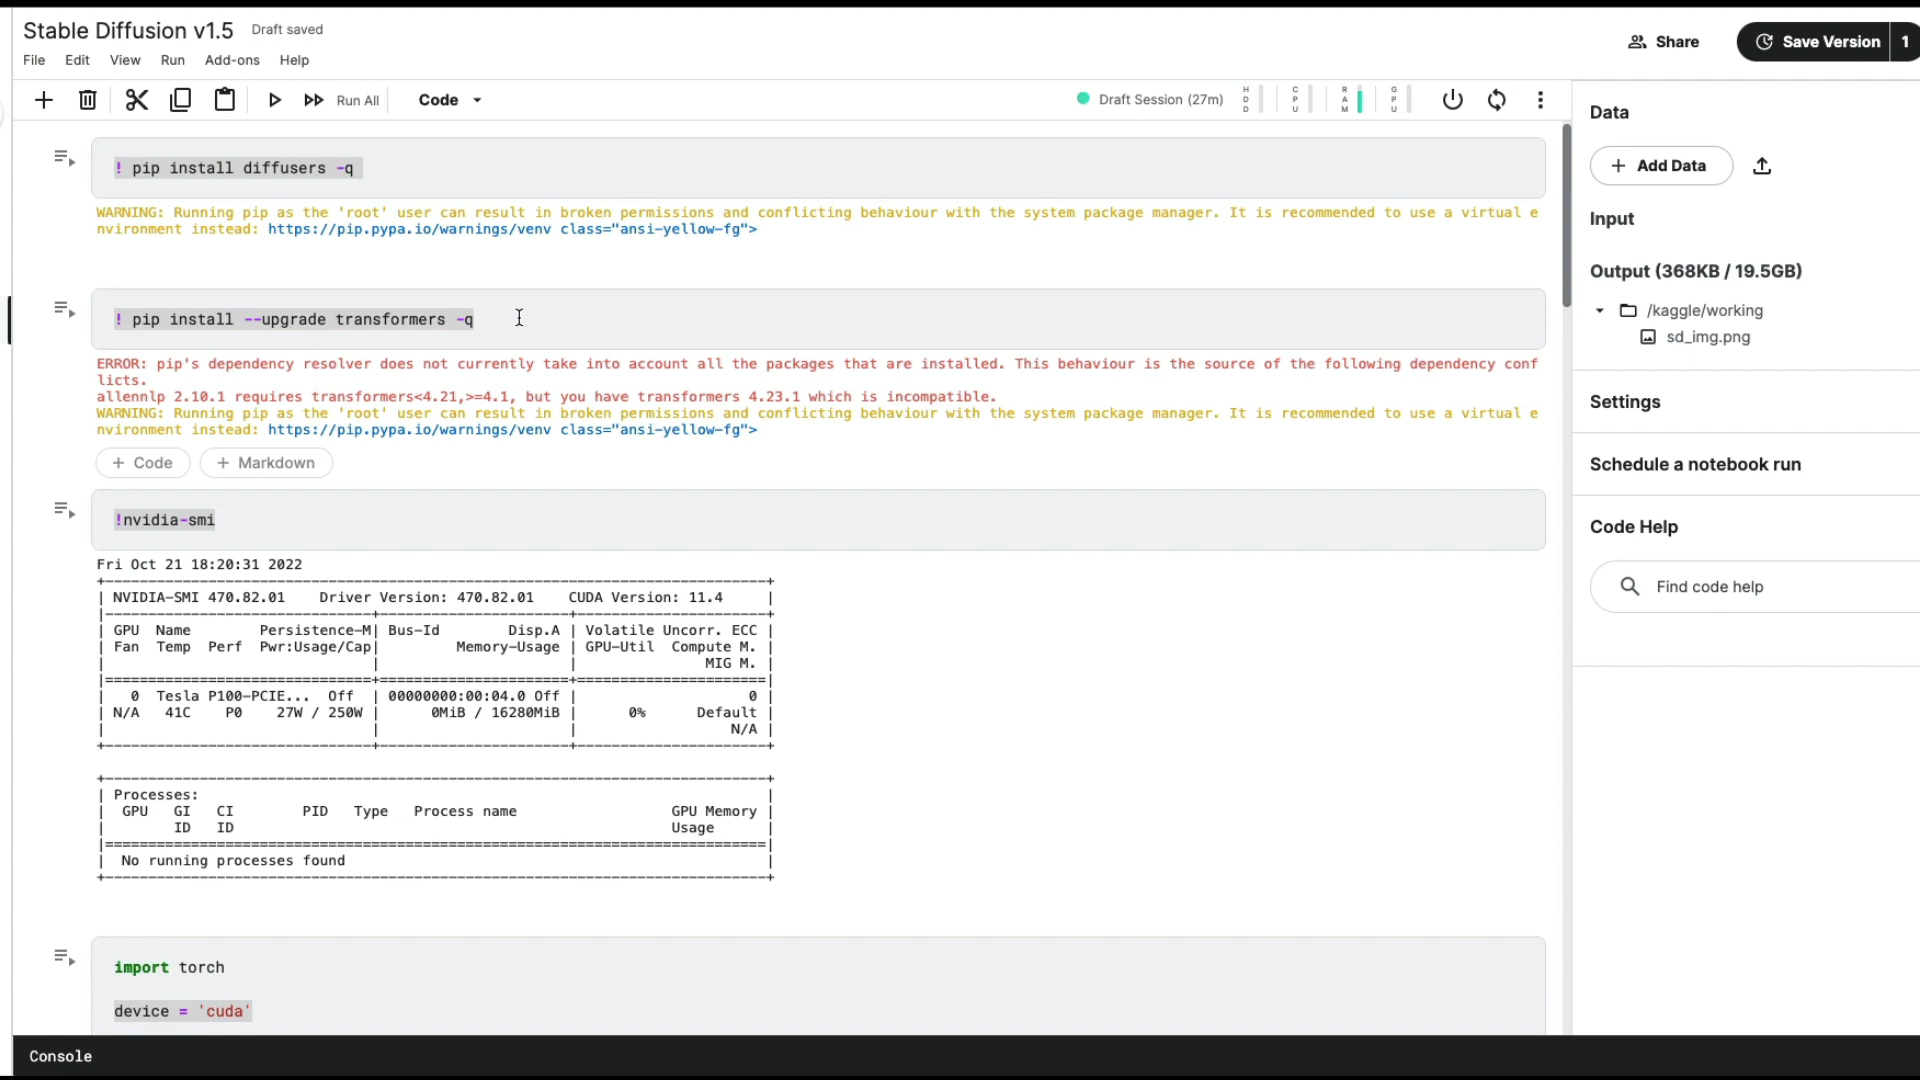 Stable Diffusion v1.5 Draft saved
File Edit View Run Add-ons Help
Share
Save Version 1
Run All Code
Draft Session (27m) HDD CPU RAM GPU
! pip install diffusers -q
WARNING: Running pip as the 'root' user can result in broken permissions and conflicting behaviour with the system package manager. It is recommended to use a virtual e
nvironment instead: https://pip.pypa.io/warnings/venv class="ansi-yellow-fg">
! pip install --upgrade transformers -q
ERROR: pip's dependency resolver does not currently take into account all the packages that are installed. This behaviour is the source of the following dependency conf
licts.
allennlp 2.10.1 requires transformers<4.21,>=4.1, but you have transformers 4.23.1 which is incompatible.
WARNING: Running pip as the 'root' user can result in broken permissions and conflicting behaviour with the system package manager. It is recommended to use a virtual e
nvironment instead: https://pip.pypa.io/warnings/venv class="ansi-yellow-fg">
+ Code + Markdown
!nvidia-smi
Fri Oct 21 18:20:31 2022
NVIDIA-SMI 470.82.01 Driver Version: 470.82.01 CUDA Version: 11.4
GPU Name Persistence-M| Bus-Id Disp.A | Volatile Uncorr. ECC
Fan Temp Perf Pwr:Usage/Cap| Memory-Usage | GPU-Util Compute M.
MIG M.
0 Tesla P100-PCIE... Off | 00000000:00:04.0 Off | 0
N/A 41C P0 27W / 250W | 0MiB / 16280MiB | 0% Default
N/A
Processes:
GPU GI CI PID Type Process name GPU Memory
ID ID Usage
No running processes found
import torch
device = 'cuda'
Console
Data
+ Add Data
Input
Output (368KB / 19.5GB)
/kaggle/working
sd_img.png
Settings
Schedule a notebook run
Code Help
Find code help